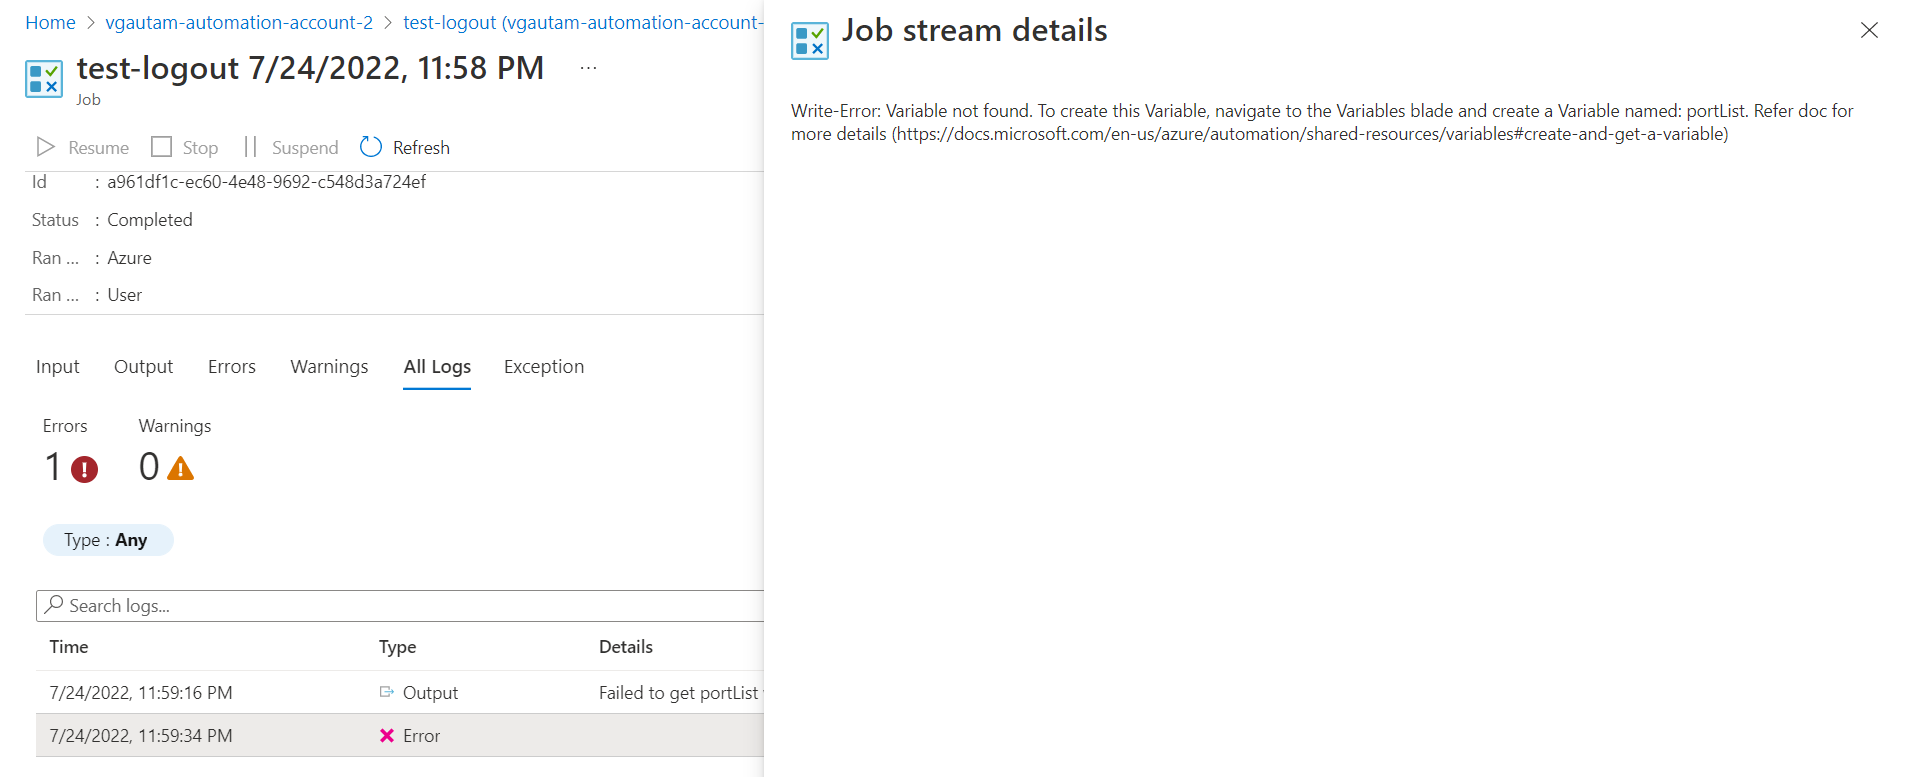 Home > vgautam-automation-account-2 > test-logout (vgautam-automation-account-
test-logout 7/24/2022, 11:58 PM ...
Job
Resume Stop Suspend Refresh
Id : a961df1c-ec60-4e48-9692-c548d3a724ef
Status : Completed
Ran ... : Azure
Ran ... : User
Input Output Errors Warnings All Logs Exception
Errors Warnings
1 0
Type : Any
Search logs...
Time Type Details
7/24/2022, 11:59:16 PM Output Failed to get portList
7/24/2022, 11:59:34 PM Error
Job stream details
Write-Error: Variable not found. To create this Variable, navigate to the Variables blade and create a Variable named: portList. Refer doc for
more details (https://docs.microsoft.com/en-us/azure/automation/shared-resources/variables#create-and-get-a-variable)